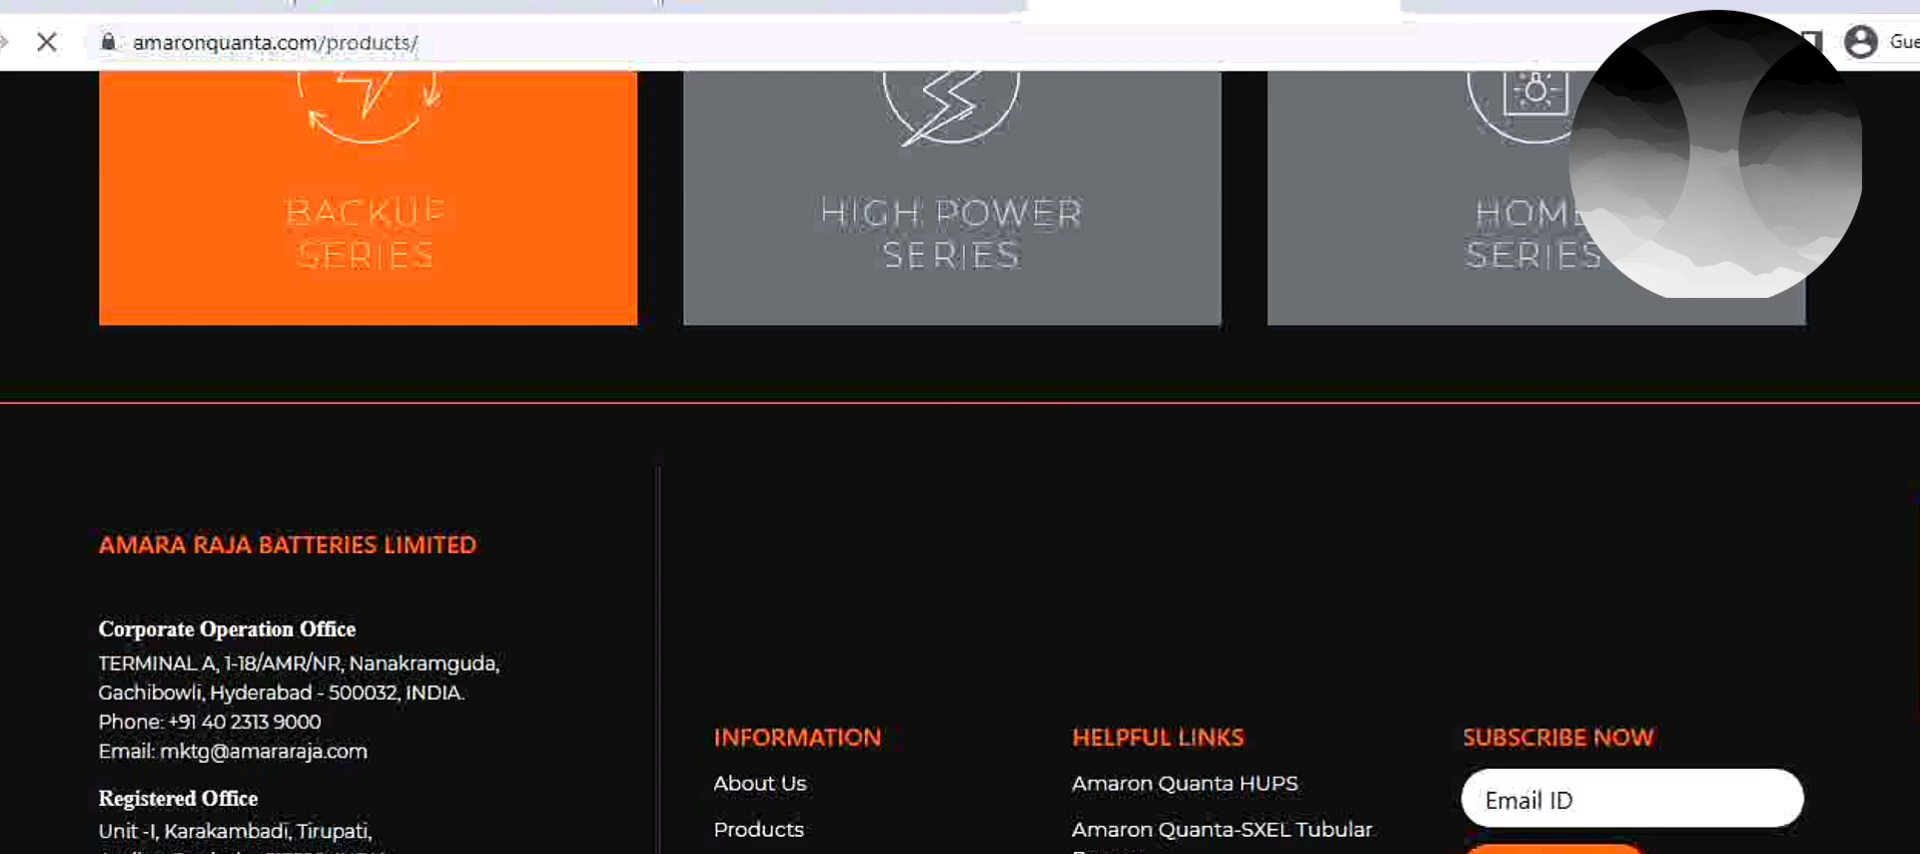 amaronquanta.com/products/
Gue
BACKUP
SERIES
HIGH POWER
SERIES
HOME
SERIES
AMARA RAJA BATTERIES LIMITED
Corporate Operation Office
TERMINAL A, 1-18/AMR/NR, Nanakramguda,
Gachibowli, Hyderabad - 500032, INDIA.
Phone: +91 40 2313 9000
Email: mktg@amararaja.com
Registered Office
Unit -I, Karakambadi, Tirupati,
INFORMATION
About Us
Products
HELPFUL LINKS
Amaron Quanta HUPS
Amaron Quanta-SXEL Tubular
SUBSCRIBE NOW
Email ID